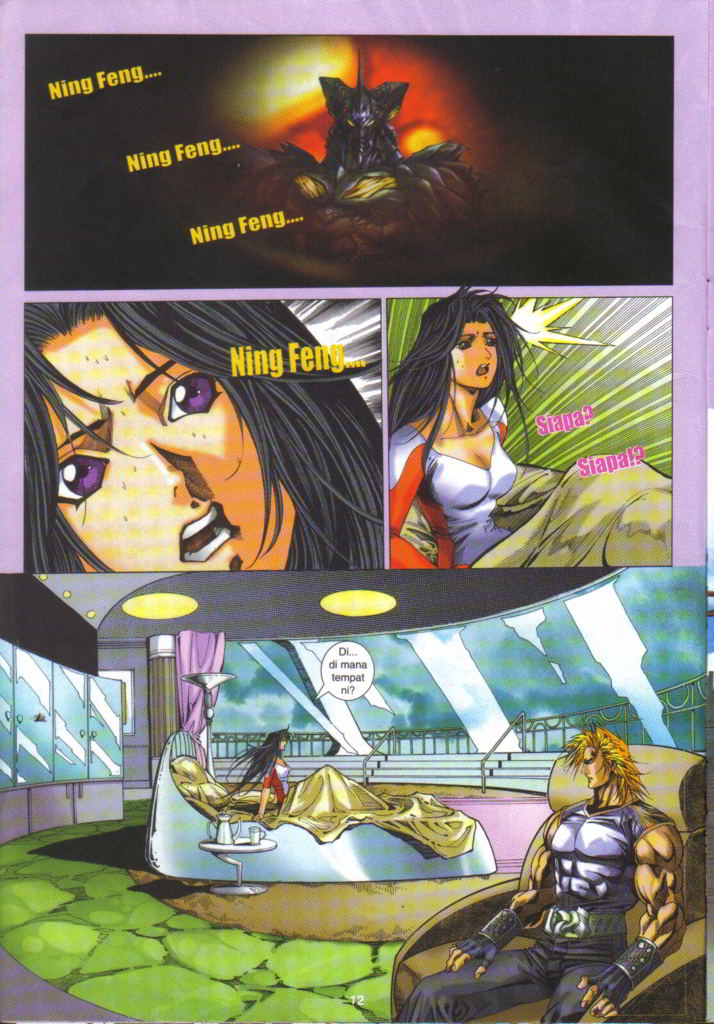 Ning Feng....
Ning Feng....
Ning Feng....
Ning Feng....
Siapa?
Siapa!?
Di...
di mana
tempat
ni?
12